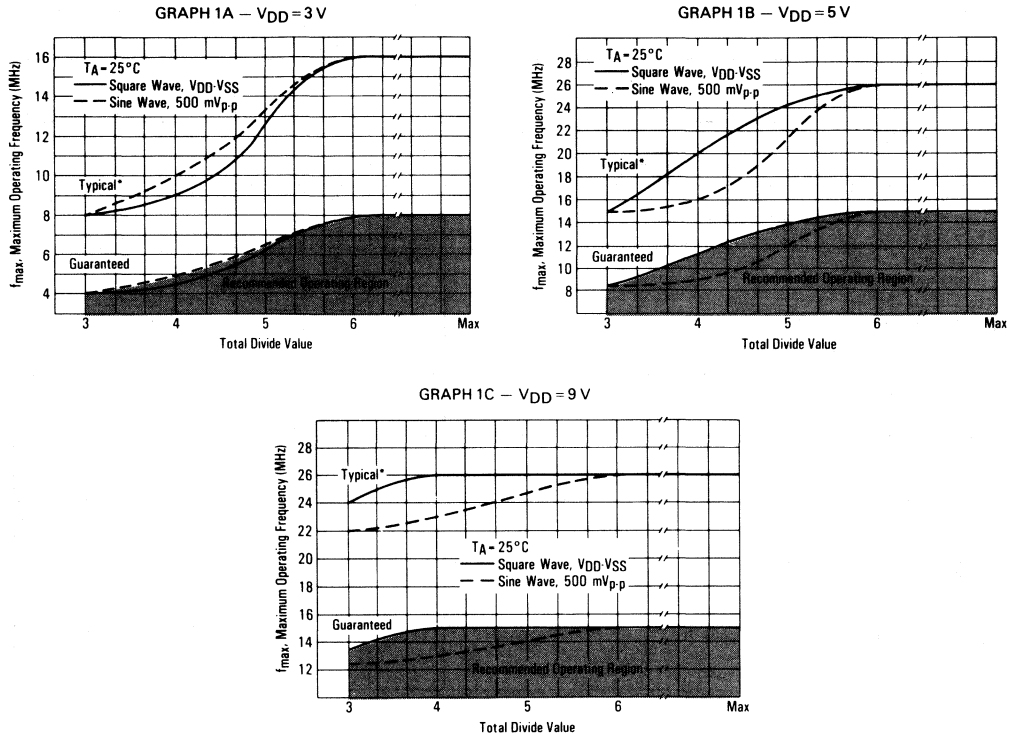 GRAPH 1A — VDD = 3 V
fmax, Maximum Operating Frequency (MHz)
16
14
12
10
8
6
4
TA = 25°C
Square Wave, VDD-VSS
Sine Wave, 500 mVp-p
Typical*
Guaranteed
Recommended Operating Region
3 4 5 6 Max
Total Divide Value
GRAPH 1B — VDD = 5 V
fmax, Maximum Operating Frequency (MHz)
28
26
24
22
20
18
16
14
12
10
8
TA = 25°C
Square Wave, VDD-VSS
Sine Wave, 500 mVp-p
Typical*
Guaranteed
Recommended Operating Region
3 4 5 6 Max
Total Divide Value
GRAPH 1C — VDD = 9 V
fmax, Maximum Operating Frequency (MHz)
28
26
24
22
20
18
16
14
12
Typical*
TA = 25°C
Square Wave, VDD-VSS
Sine Wave, 500 mVp-p
Guaranteed
Recommended Operating Region
3 4 5 6 Max
Total Divide Value